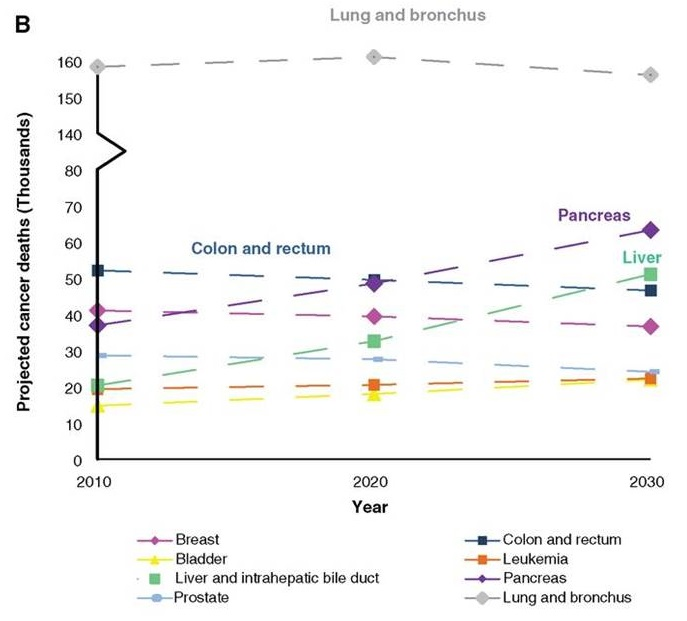 B
Lung and bronchus
Projected cancer deaths (Thousands)
160
150
140
80
70
60
50
40
30
20
10
0
Colon and rectum
Pancreas
Liver
2010 2020 2030
Year
Breast Colon and rectum
Bladder Leukemia
Liver and intrahepatic bile duct Pancreas
Prostate Lung and bronchus